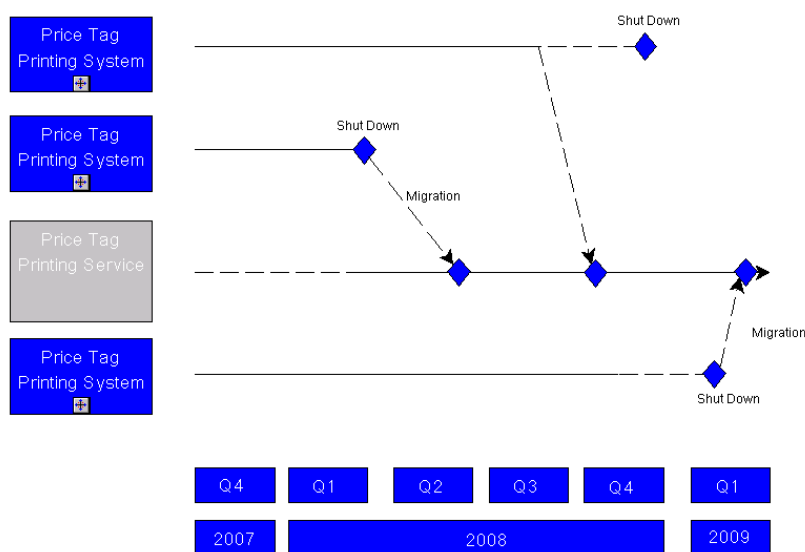 Price Tag
Printing System
Shut Down
Price Tag
Printing System
Shut Down
Migration
Price Tag
Printing Service
Migration
Price Tag
Printing System
Shut Down
Q4 Q1 Q2 Q3 Q4 Q1
2007 2008 2009